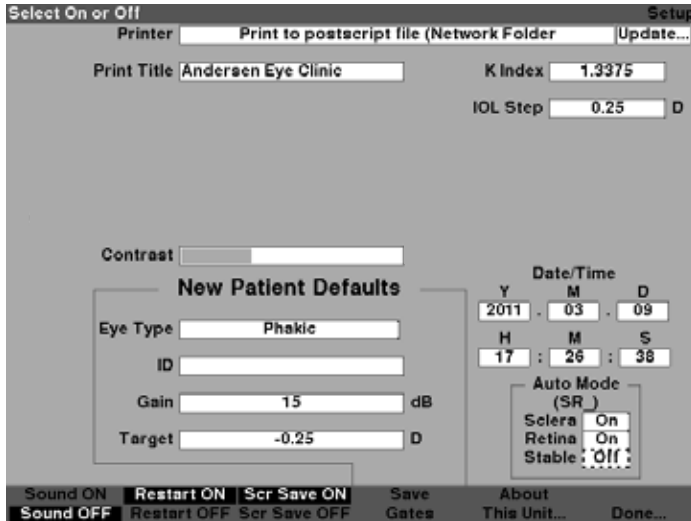 Select On or Off Setup
Printer Print to postscript file (Network Folder Update...
Print Title Andersen Eye Clinic K Index 1.3375
IOL Step 0.25 D
Contrast
Date/Time
New Patient Defaults Y M D
2011 . 03 . 09
Eye Type Phakic H M S
ID 17 : 26 : 38
Auto Mode
Gain 15 dB (SR_)
Sclera On
Target -0.25 D Retina On
Stable Off
Sound ON Restart ON Scr Save ON Save About
Sound OFF Restart OFF Scr Save OFF Gates This Unit... Done...